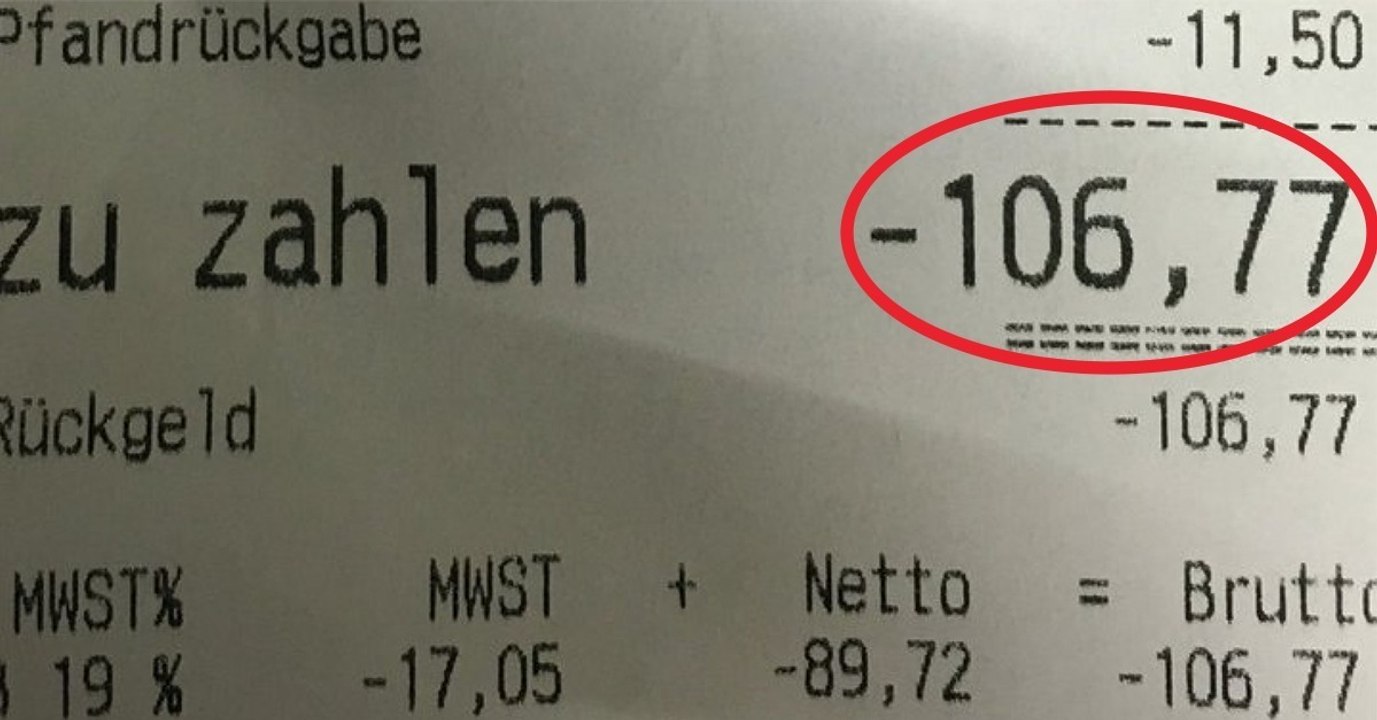 Pfandrückgabe -11,50
zu zahlen -106,77
Rückgeld -106,77
MWST% MWST + Netto = Brutto
19 % -17,05 -89,72 -106,77